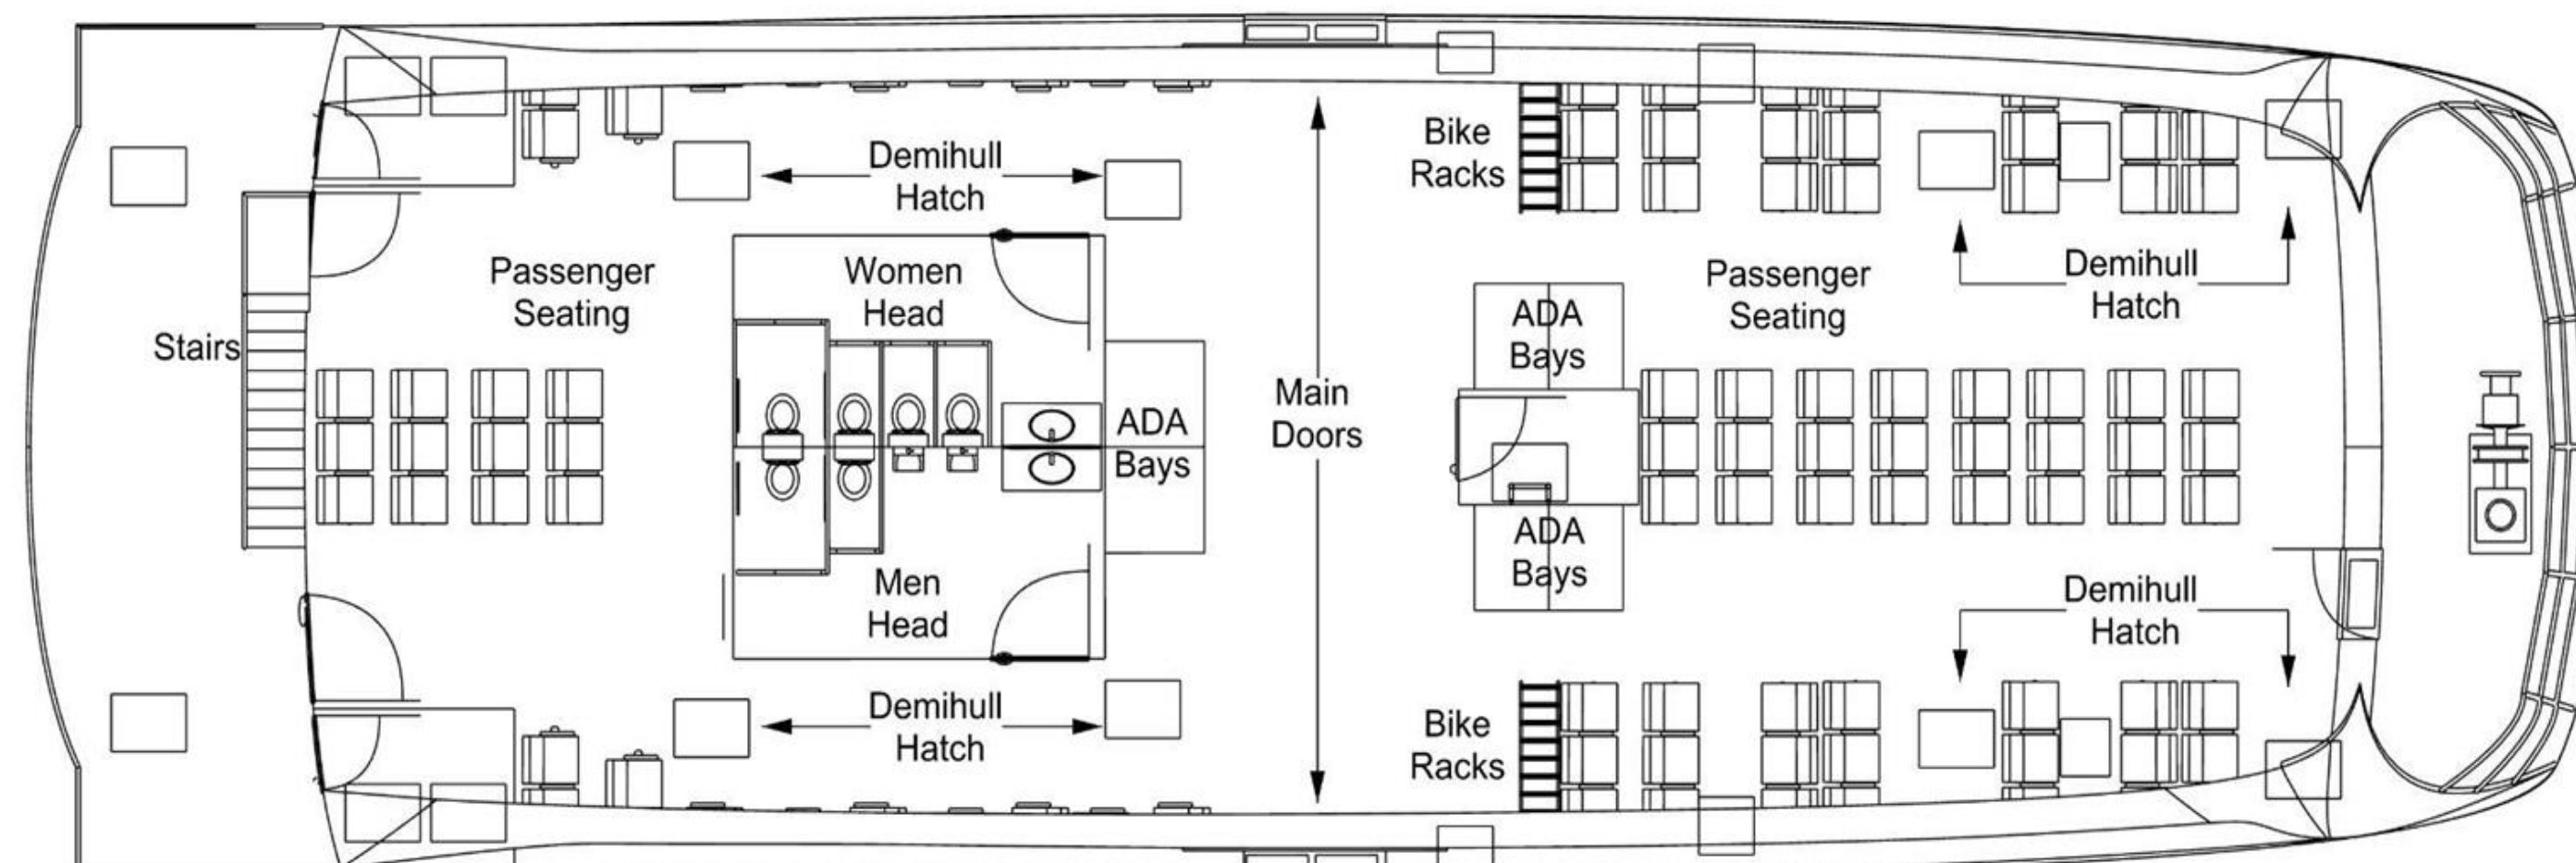 Demihull
Hatch
Bike
Racks
Passenger
Seating
Women
Head
Passenger
Seating
Demihull
Hatch
Stairs
ADA
Bays
Main
Doors
ADA
Bays
ADA
Bays
Men
Head
Demihull
Hatch
Demihull
Hatch
Bike
Racks